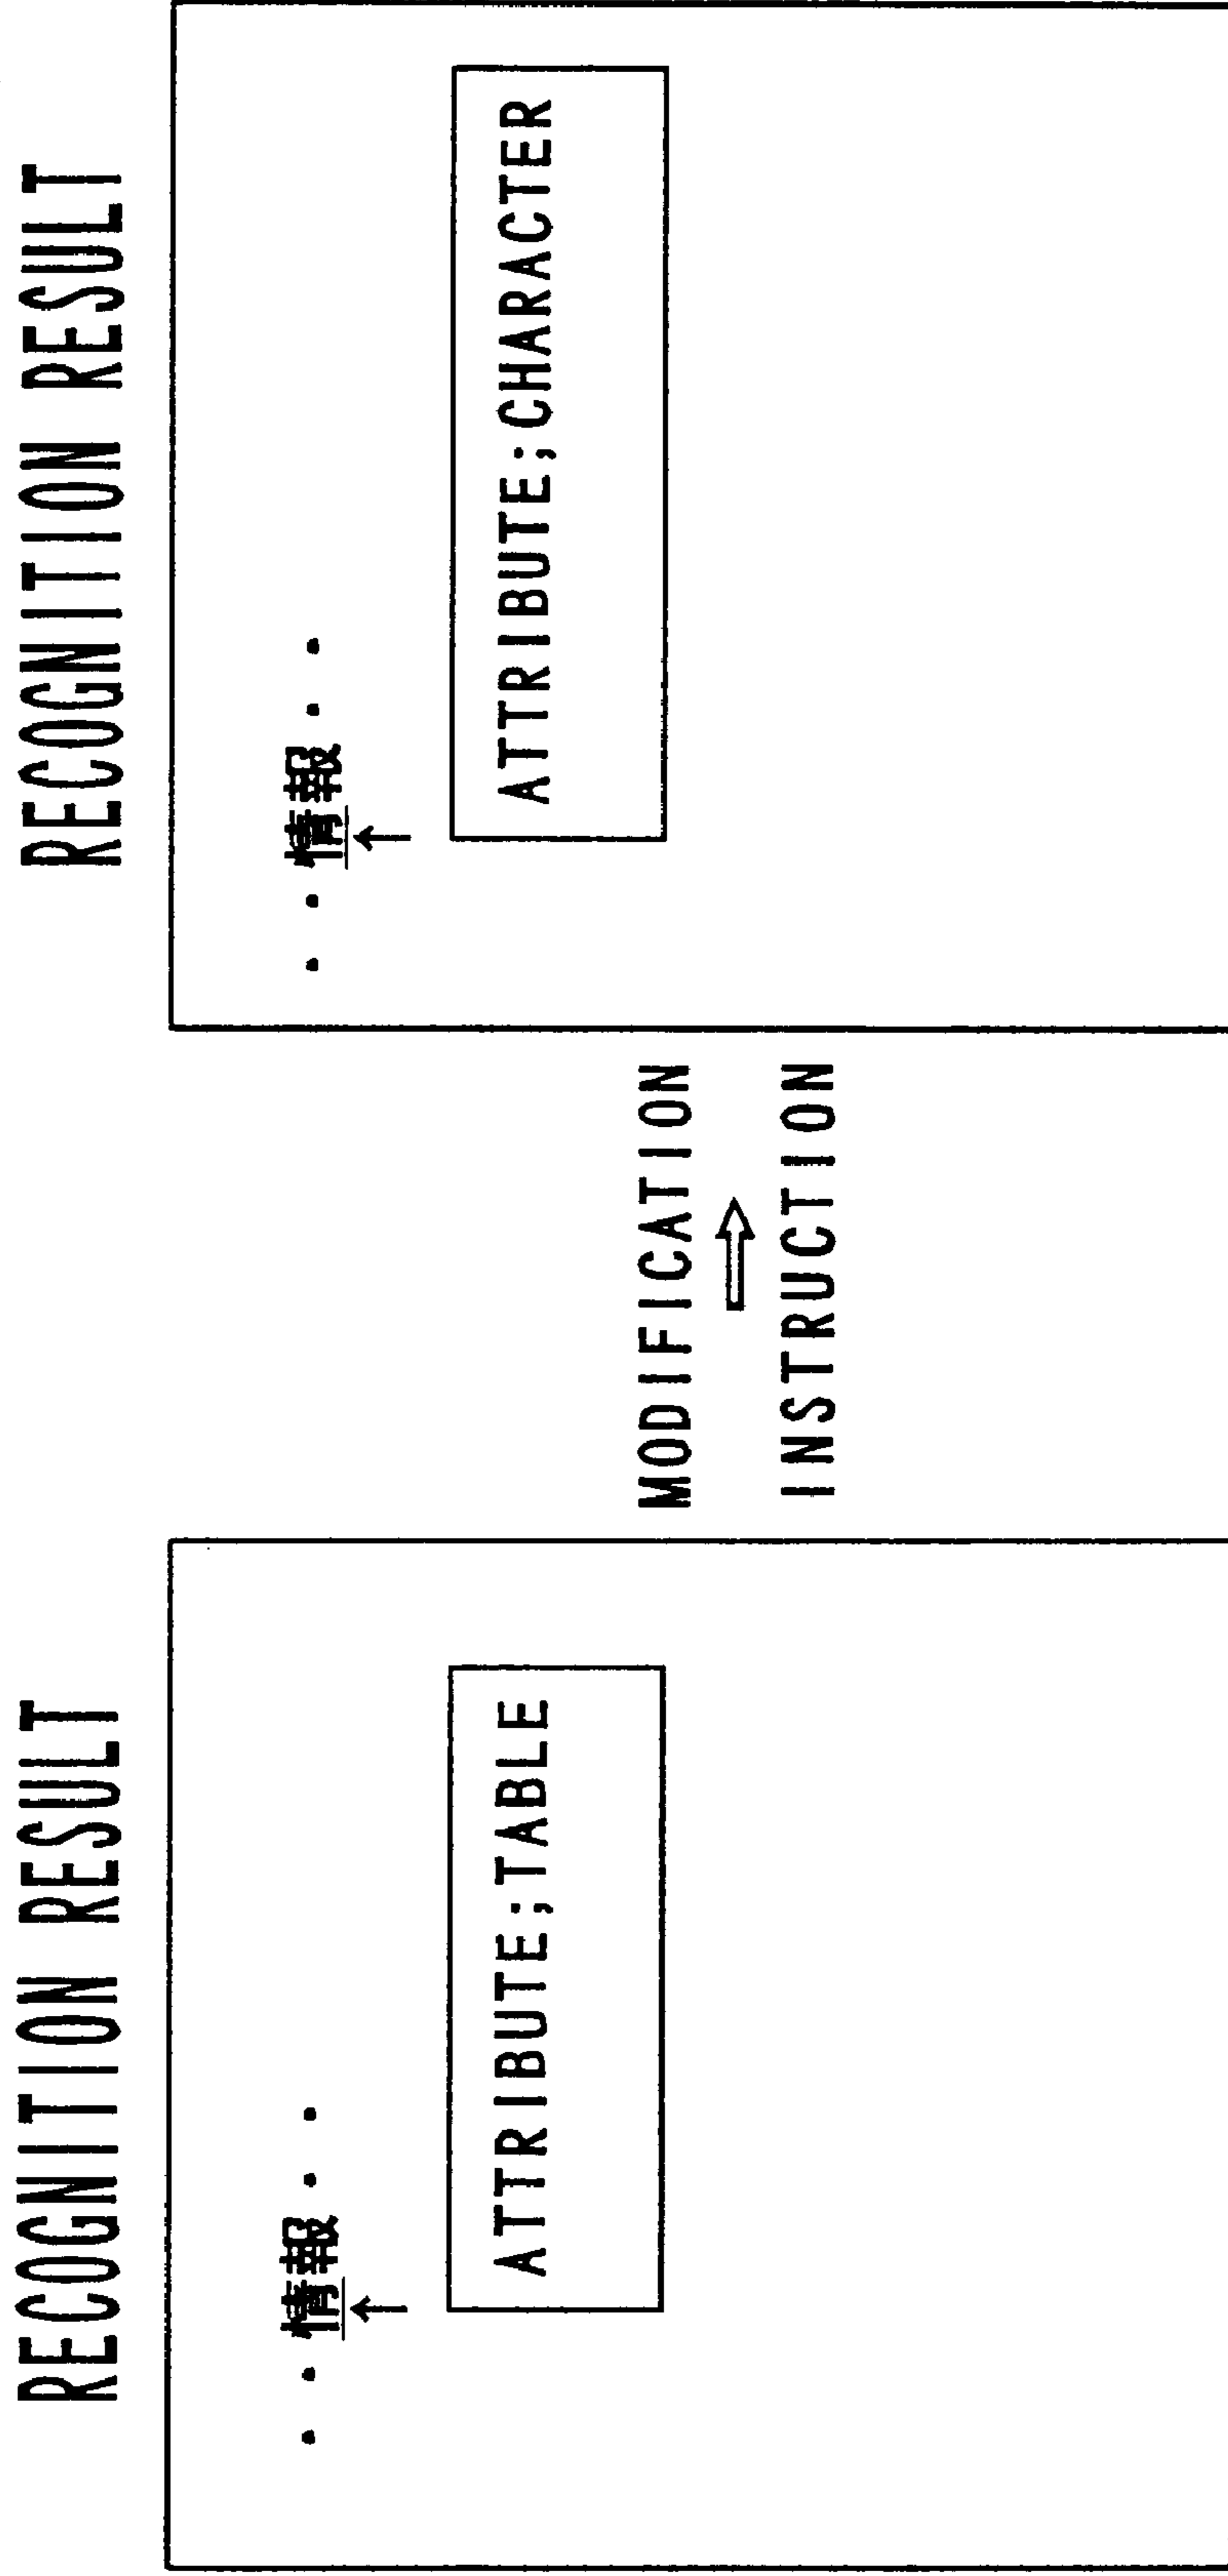 RECOGNITION RESULT
・・情報・・
↑
ATTRIBUTE;TABLE
MODIFICATION
⇨
INSTRUCTION
RECOGNITION RESULT
・・情報・・
↑
ATTRIBUTE;CHARACTER